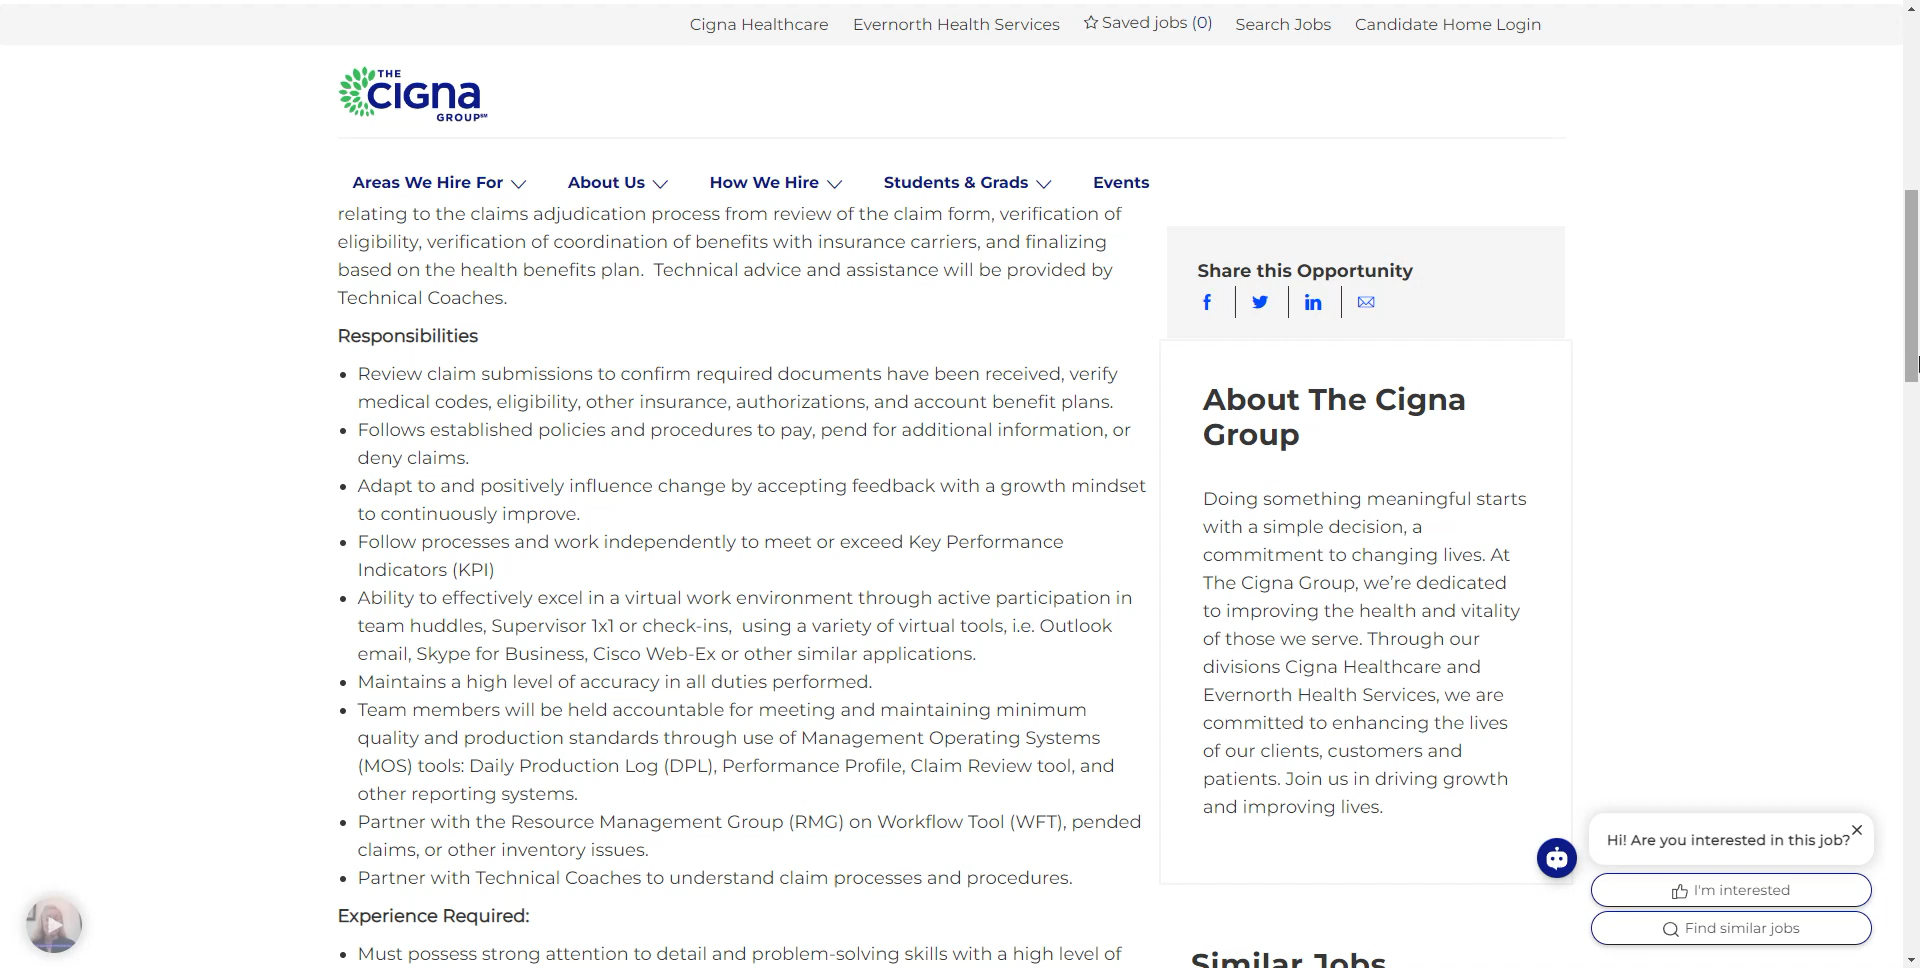 Cigna Healthcare
Evernorth Health Services
Saved jobs (0)
Search Jobs
Candidate Home Login
THE
cigna
GROUP℠
Areas We Hire For
About Us
How We Hire
Students & Grads
Events
relating to the claims adjudication process from review of the claim form, verification of
eligibility, verification of coordination of benefits with insurance carriers, and finalizing
based on the health benefits plan.  Technical advice and assistance will be provided by
Technical Coaches.
Responsibilities
Review claim submissions to confirm required documents have been received, verify
medical codes, eligibility, other insurance, authorizations, and account benefit plans.
Follows established policies and procedures to pay, pend for additional information, or
deny claims.
Adapt to and positively influence change by accepting feedback with a growth mindset
to continuously improve.
Follow processes and work independently to meet or exceed Key Performance
Indicators (KPI)
Ability to effectively excel in a virtual work environment through active participation in
team huddles, Supervisor 1x1 or check-ins,  using a variety of virtual tools, i.e. Outlook
email, Skype for Business, Cisco Web-Ex or other similar applications.
Maintains a high level of accuracy in all duties performed.
Team members will be held accountable for meeting and maintaining minimum
quality and production standards through use of Management Operating Systems
(MOS) tools: Daily Production Log (DPL), Performance Profile, Claim Review tool, and
other reporting systems.
Partner with the Resource Management Group (RMG) on Workflow Tool (WFT), pended
claims, or other inventory issues.
Partner with Technical Coaches to understand claim processes and procedures.
Experience Required:
Must possess strong attention to detail and problem-solving skills with a high level of
Share this Opportunity
About The Cigna
Group
Doing something meaningful starts
with a simple decision, a
commitment to changing lives. At
The Cigna Group, we’re dedicated
to improving the health and vitality
of those we serve. Through our
divisions Cigna Healthcare and
Evernorth Health Services, we are
committed to enhancing the lives
of our clients, customers and
patients. Join us in driving growth
and improving lives.
Similar Jobs
Hi! Are you interested in this job?
I'm interested
Find similar jobs